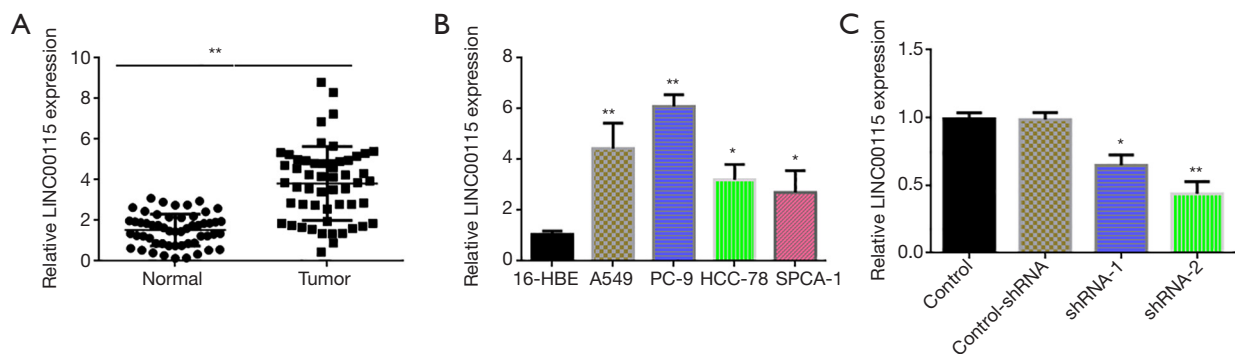 A
Relative LINC00115 expression
10
8
6
4
2
0
**
Normal Tumor
B
Relative LINC00115 expression
8
6
4
2
0
** ** * *
16-HBE A549 PC-9 HCC-78 SPCA-1
C
Relative LINC00115 expression
1.5
1.0
0.5
0.0
* **
Control Control-shRNA shRNA-1 shRNA-2